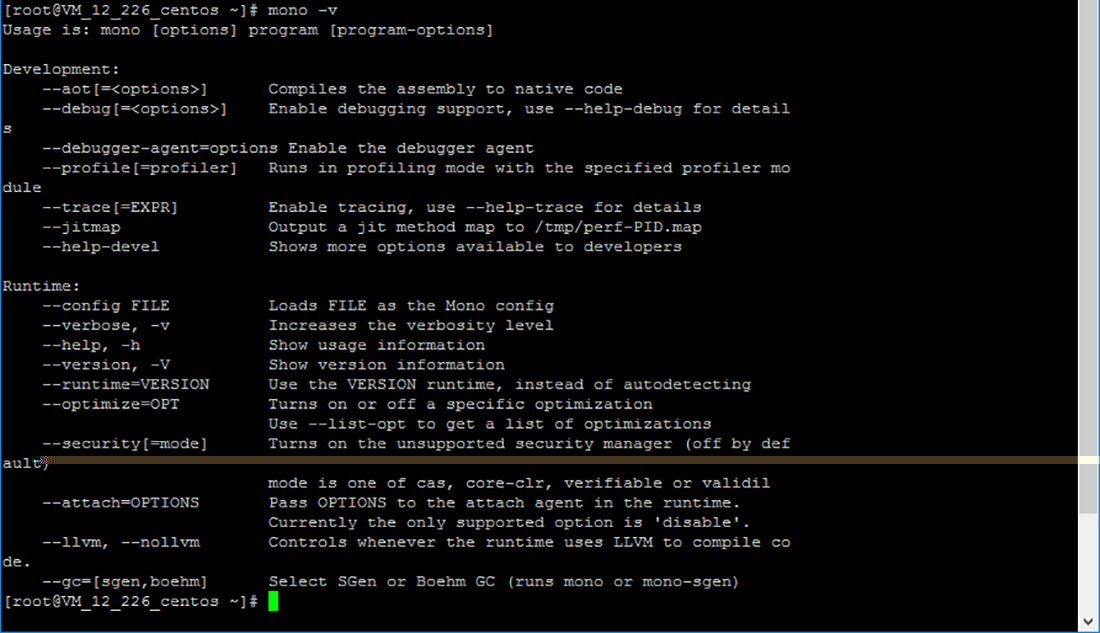 [root@VM_12_226_centos ~]# mono -v
Usage is: mono [options] program [program-options]
Development:
--aot[=<options>] Compiles the assembly to native code
--debug[=<options>] Enable debugging support, use --help-debug for detail
s
--debugger-agent=options Enable the debugger agent
--profile[=profiler] Runs in profiling mode with the specified profiler mo
dule
--trace[=EXPR] Enable tracing, use --help-trace for details
--jitmap Output a jit method map to /tmp/perf-PID.map
--help-devel Shows more options available to developers
Runtime:
--config FILE Loads FILE as the Mono config
--verbose, -v Increases the verbosity level
--help, -h Show usage information
--version, -V Show version information
--runtime=VERSION Use the VERSION runtime, instead of autodetecting
--optimize=OPT Turns on or off a specific optimization
Use --list-opt to get a list of optimizations
--security[=mode] Turns on the unsupported security manager (off by def
ault)
mode is one of cas, core-clr, verifiable or validil
--attach=OPTIONS Pass OPTIONS to the attach agent in the runtime.
Currently the only supported option is 'disable'.
--llvm, --nollvm Controls whenever the runtime uses LLVM to compile co
de.
--gc=[sgen,boehm] Select SGen or Boehm GC (runs mono or mono-sgen)
[root@VM_12_226_centos ~]#